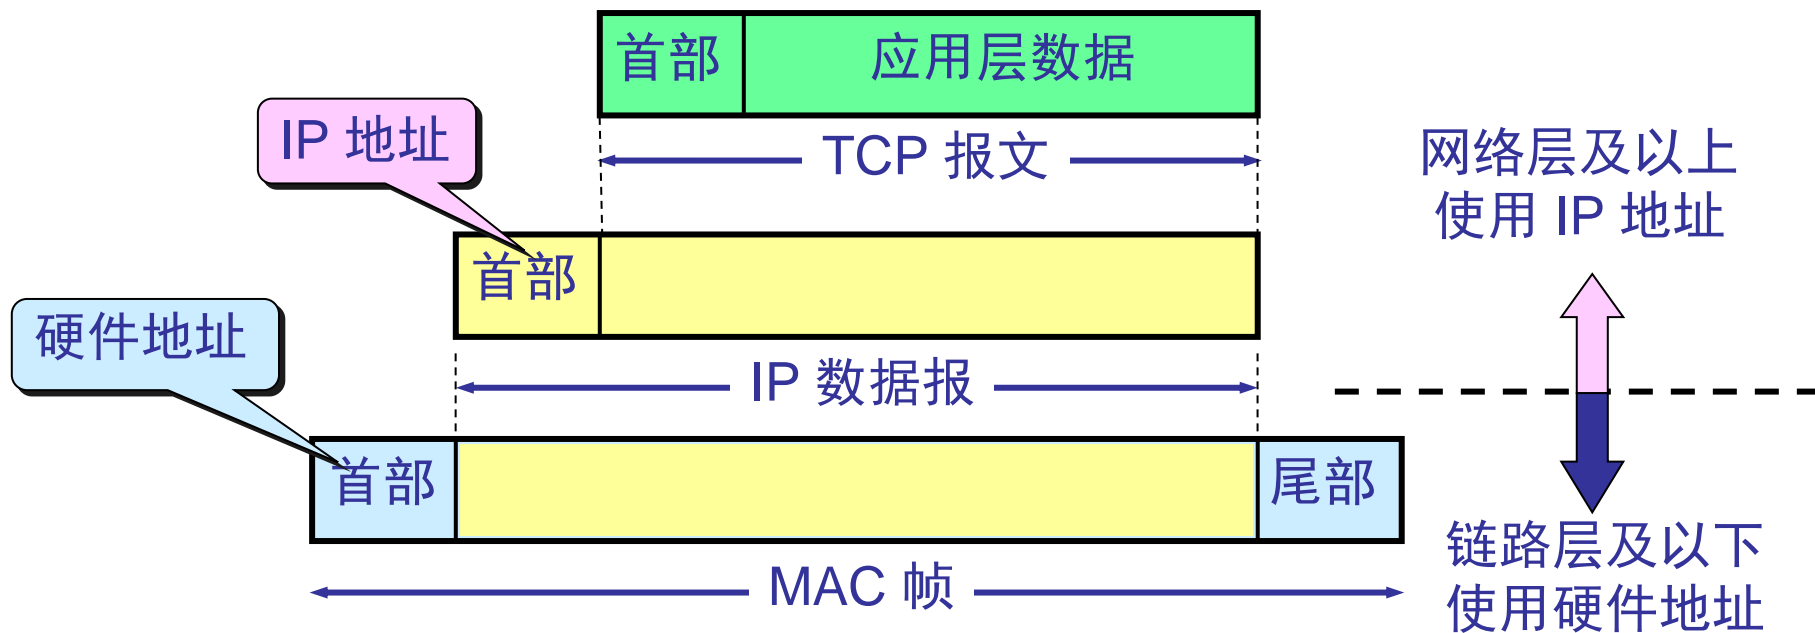 首部 应用层数据
IP 地址
TCP 报文
网络层及以上
使用 IP 地址
首部
硬件地址
IP 数据报
首部 尾部
链路层及以下
使用硬件地址
MAC 帧